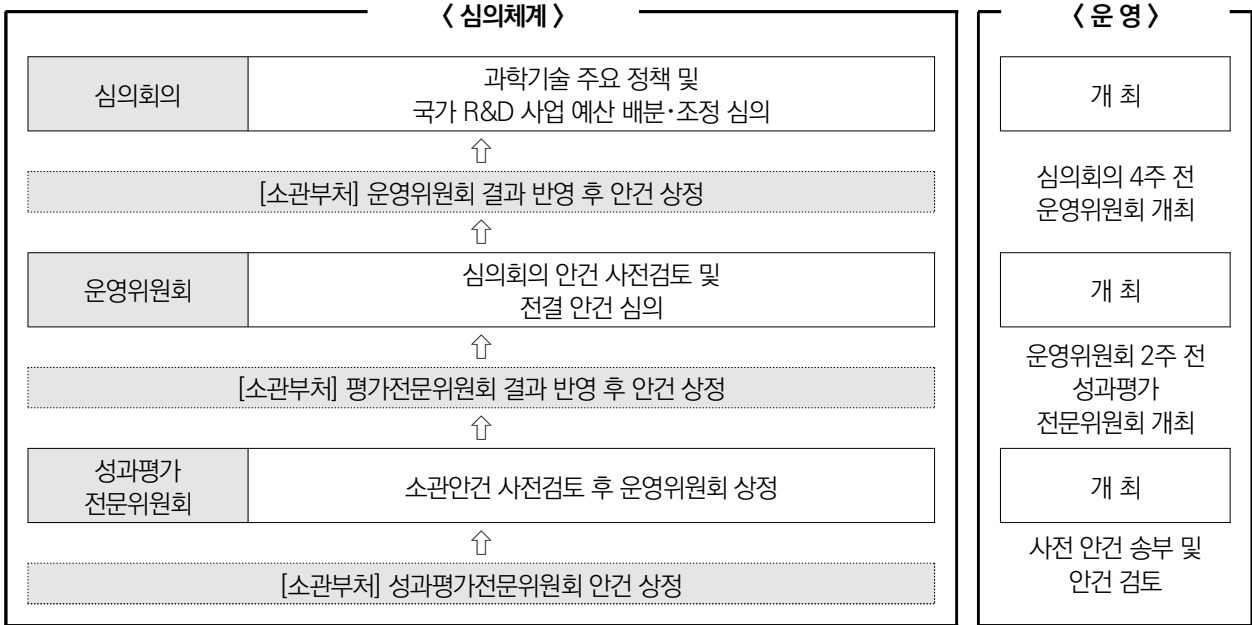 〈 심의체계 〉
심의회의
과학기술 주요 정책 및
국가 R&D 사업 예산 배분·조정 심의
⇧
[소관부처] 운영위원회 결과 반영 후 안건 상정
⇧
운영위원회
심의회의 안건 사전검토 및
전결 안건 심의
⇧
[소관부처] 평가전문위원회 결과 반영 후 안건 상정
⇧
성과평가
전문위원회
소관안건 사전검토 후 운영위원회 상정
⇧
[소관부처] 성과평가전문위원회 안건 상정
〈 운 영 〉
개 최
심의회의 4주 전
운영위원회 개최
개 최
운영위원회 2주 전
성과평가
전문위원회 개최
개 최
사전 안건 송부 및
안건 검토